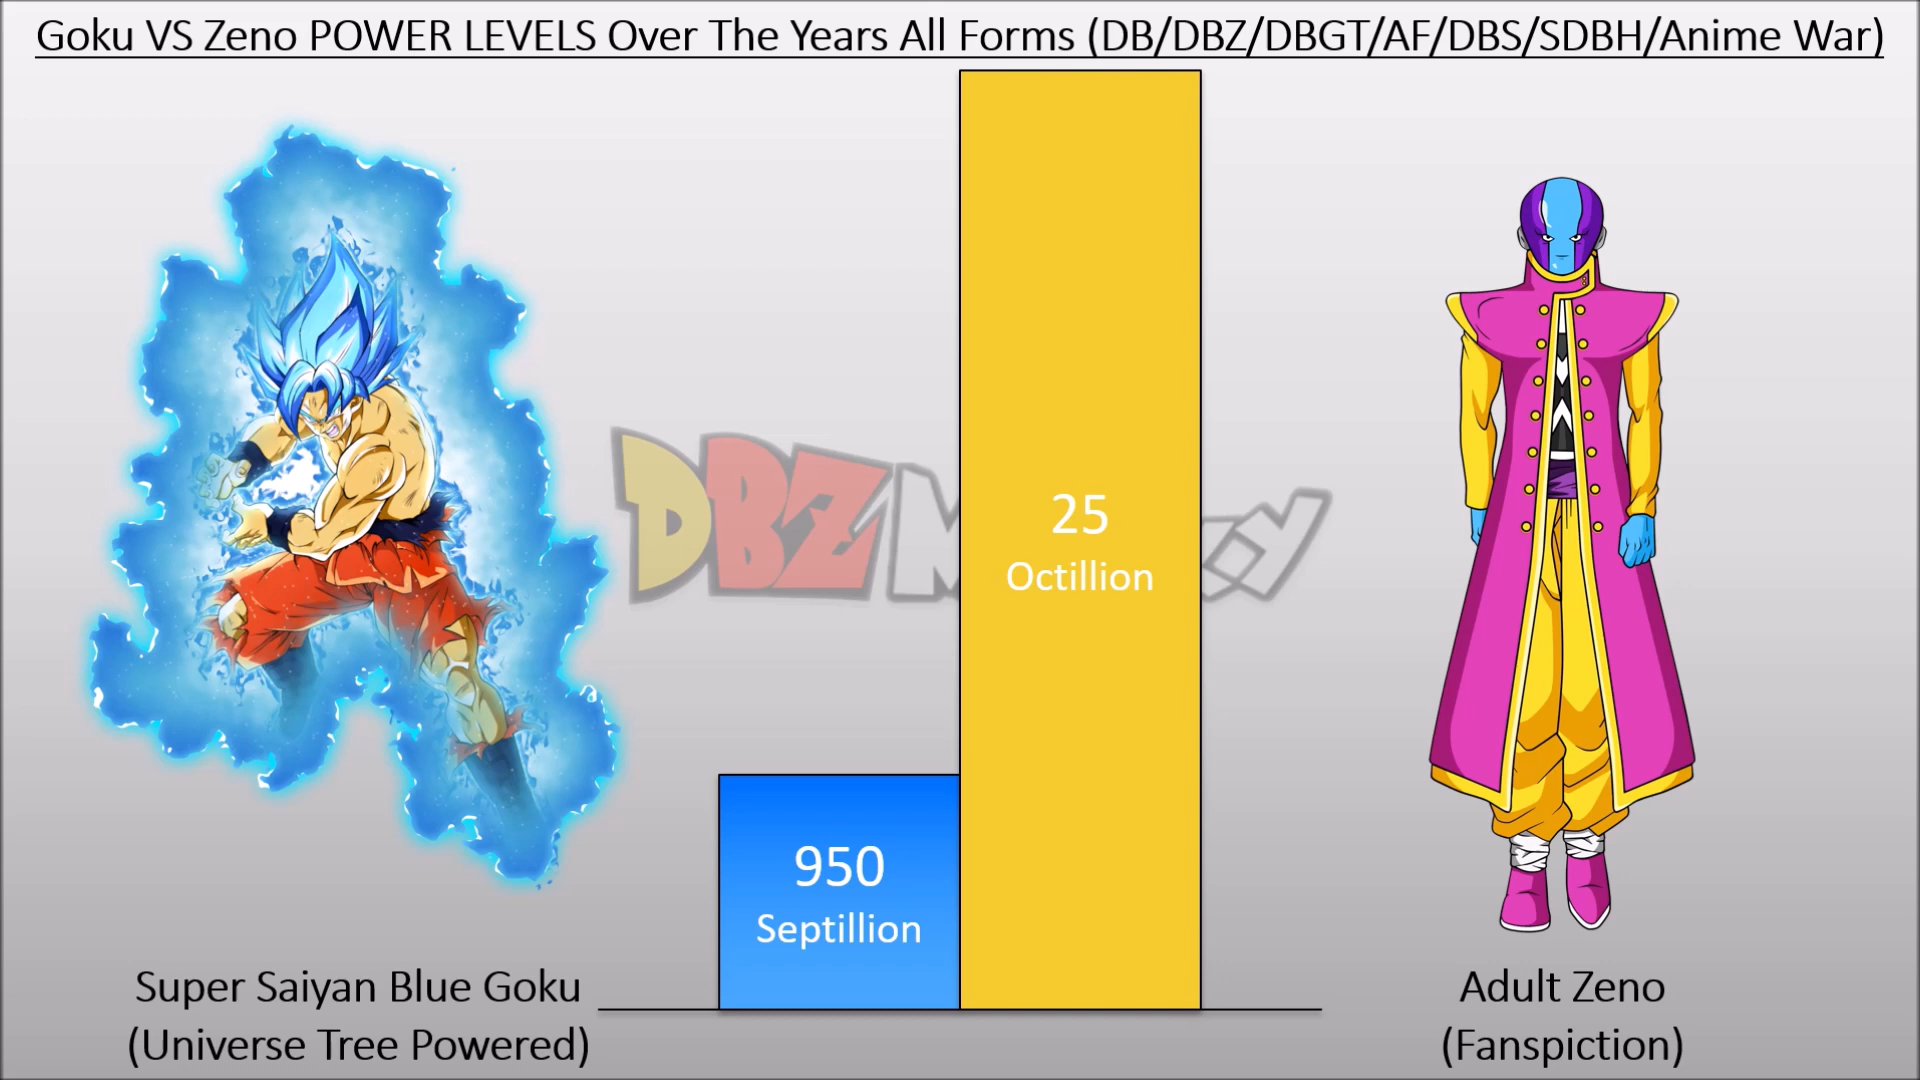 Goku VS Zeno POWER LEVELS Over The Years All Forms (DB/DBZ/DBGT/AF/DBS/SDBH/Anime War)
25
Octillion
950
Septillion
Super Saiyan Blue Goku
(Universe Tree Powered)
Adult Zeno
(Fanspiction)